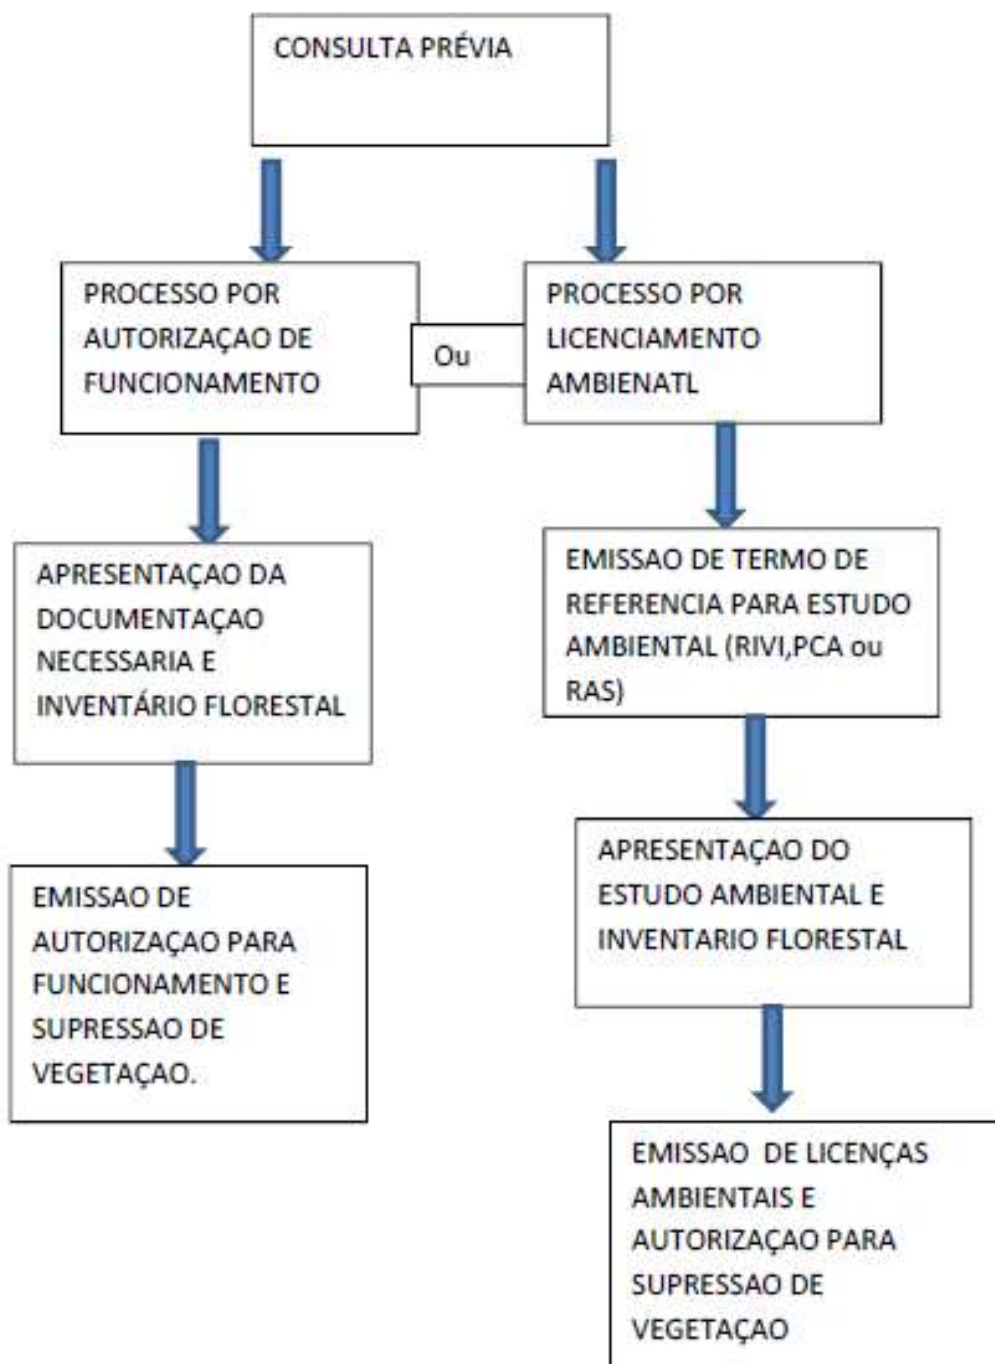 CONSULTA PRÉVIA
PROCESSO POR
AUTORIZAÇAO DE
FUNCIONAMENTO
Ou
PROCESSO POR
LICENCIAMENTO
AMBIENATL
APRESENTAÇAO DA
DOCUMENTAÇAO
NECESSARIA E
INVENTÁRIO FLORESTAL
EMISSAO DE TERMO DE
REFERENCIA PARA ESTUDO
AMBIENTAL (RIVI,PCA ou
RAS)
EMISSAO DE
AUTORIZAÇAO PARA
FUNCIONAMENTO E
SUPRESSAO DE
VEGETAÇAO.
APRESENTAÇAO DO
ESTUDO AMBIENTAL E
INVENTARIO FLORESTAL
EMISSAO DE LICENÇAS
AMBIENTAIS E
AUTORIZAÇAO PARA
SUPRESSAO DE
VEGETAÇAO